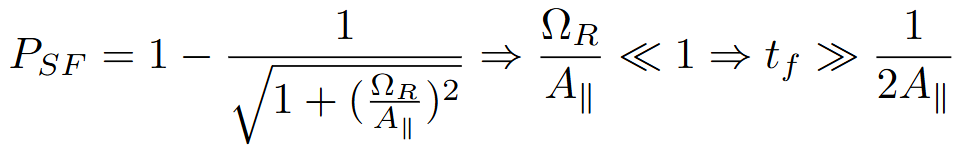 P_{SF} = 1 - \frac{1}{\sqrt{1 + (\frac{\Omega_R}{A_\parallel})^2}} \Rightarrow \frac{\Omega_R}{A_\parallel} \ll 1 \Rightarrow t_f \gg \frac{1}{2A_\parallel}